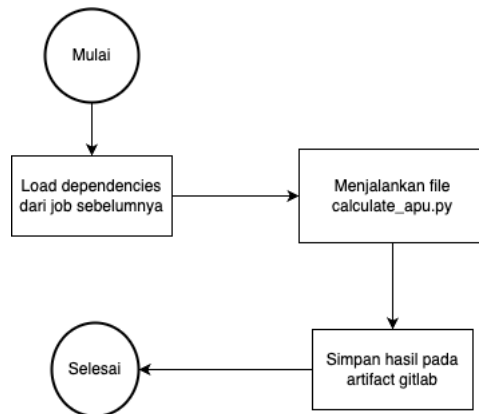 Mulai
Load dependencies
dari job sebelumnya
Menjalankan file
calculate_apu.py
Simpan hasil pada
artifact gitlab
Selesai